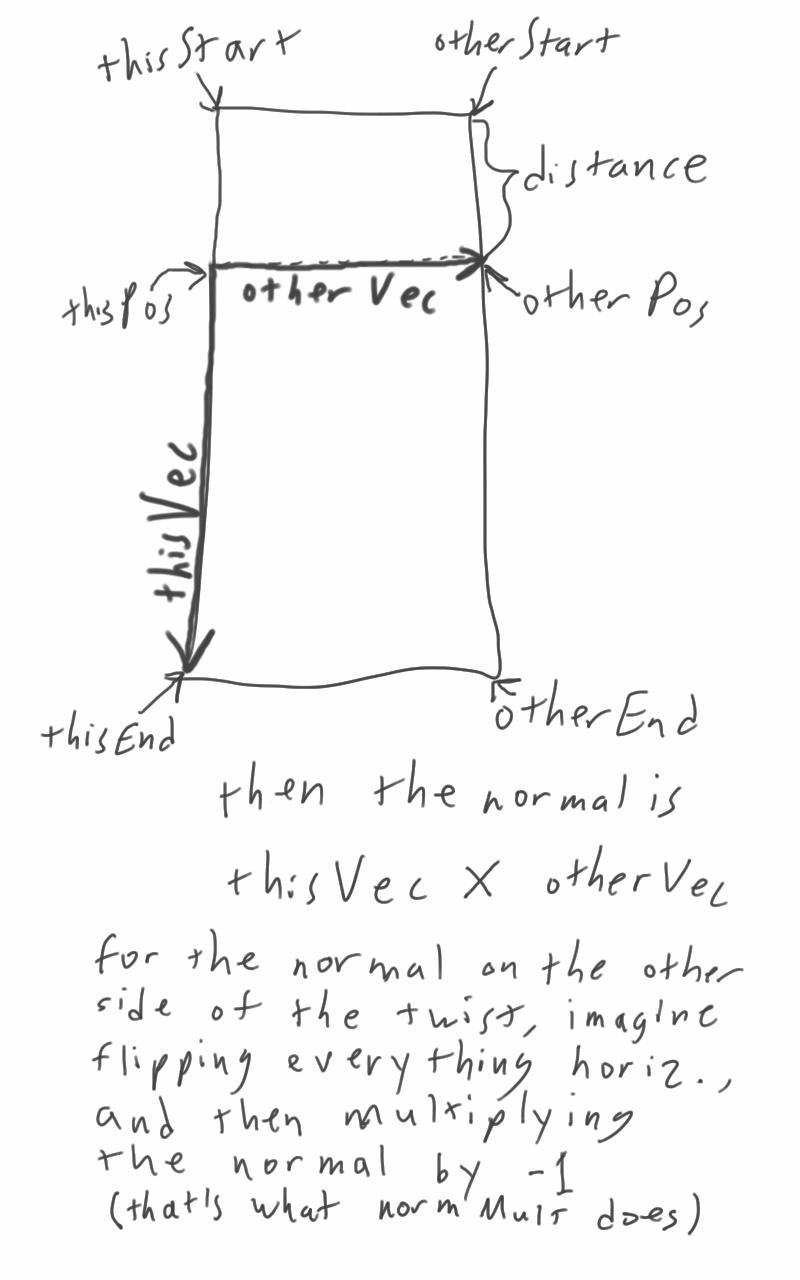 thisStart
otherStart
distance
thisPos
otherVec
otherPos
thisVec
thisEnd
otherEnd
then the normal is
thisVec X otherVec
for the normal on the other
side of the twist, imagine
flipping everything horiz.,
and then multiplying
the normal by -1
(that's what normMult does)